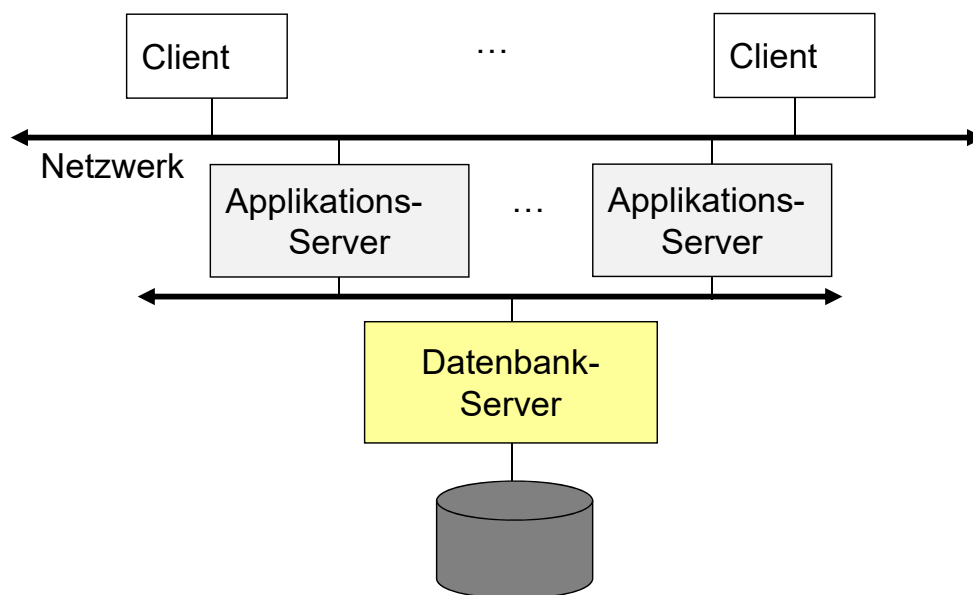 Client
…
Client
Netzwerk
Applikations-
Server
…
Applikations-
Server
Datenbank-
Server